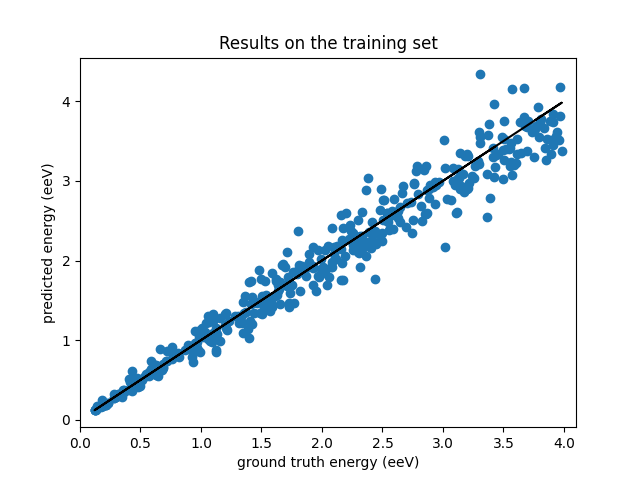 Results on the training set
predicted energy (eeV)
4
3
2
1
0
0.0 0.5 1.0 1.5 2.0 2.5 3.0 3.5 4.0
ground truth energy (eeV)